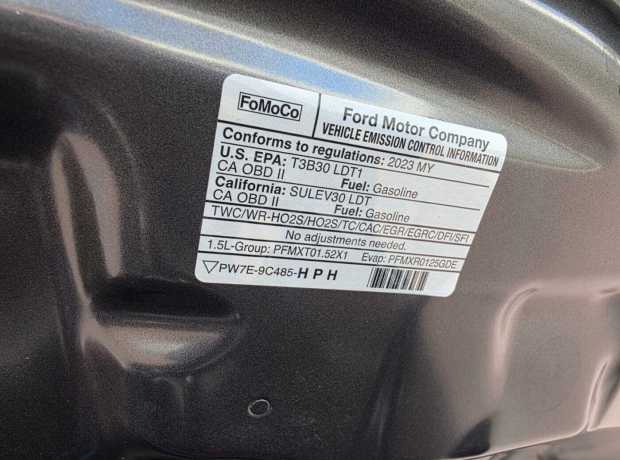 FoMoCo
Ford Motor Company
VEHICLE EMISSION CONTROL INFORMATION
Conforms to regulations: 2023 MY
U.S. EPA: T3B30 LDT1
CA OBD II Fuel: Gasoline
California: SULEV30 LDT
CA OBD II Fuel: Gasoline
TWC/WR-HO2S/HO2S/TC/CAC/EGR/EGRC/DFI/SFI
No adjustments needed.
1.5L-Group: PFMXT01.52X1 Evap: PFMXR0125GDE
PW7E-9C485-HPH